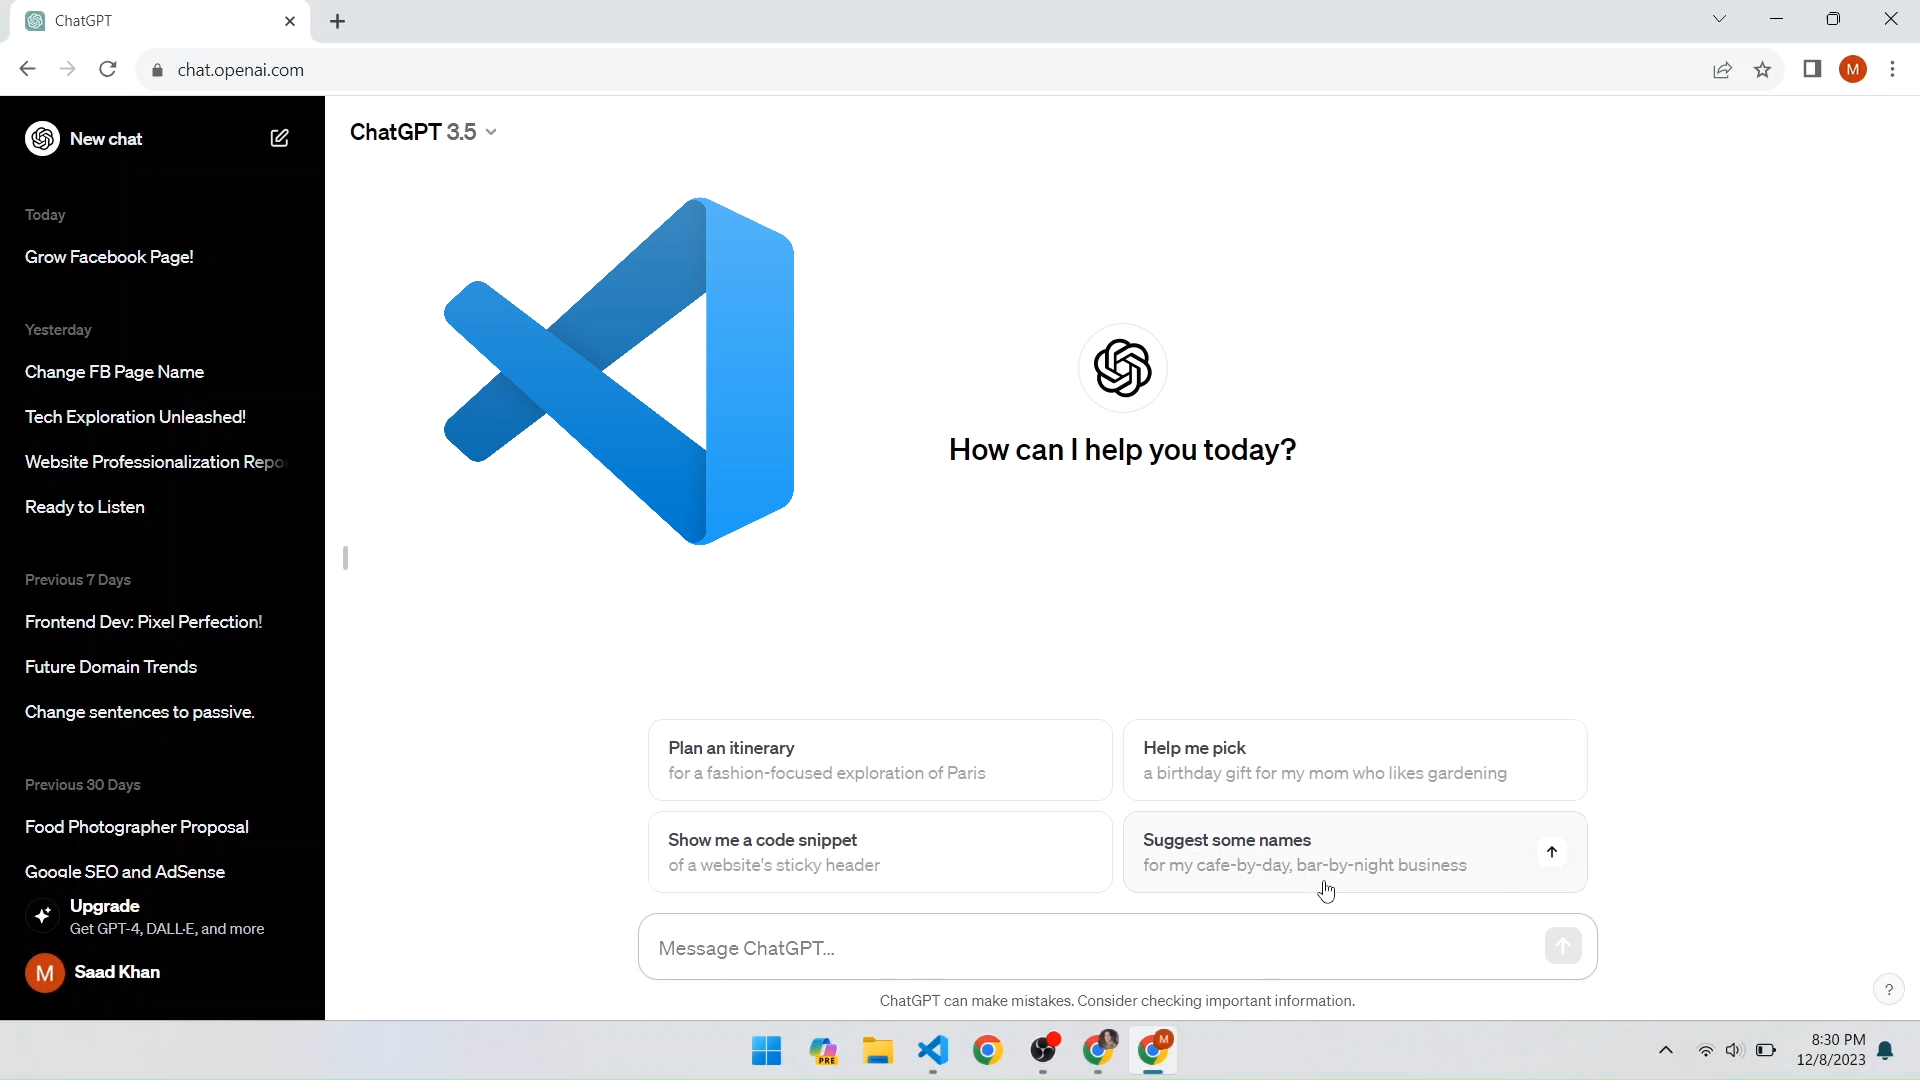 ChatGPT
chat.openai.com
M
New chat
Today
Grow Facebook Page!
Yesterday
Change FB Page Name
Tech Exploration Unleashed!
Website Professionalization Repo
Ready to Listen
Previous 7 Days
Frontend Dev: Pixel Perfection!
Future Domain Trends
Change sentences to passive.
Previous 30 Days
Food Photographer Proposal
Google SEO and AdSense
Upgrade
Get GPT-4, DALL·E, and more
M
Saad Khan
ChatGPT 3.5
How can I help you today?
Plan an itinerary
for a fashion-focused exploration of Paris
Help me pick
a birthday gift for my mom who likes gardening
Show me a code snippet
of a website's sticky header
Suggest some names
for my cafe-by-day, bar-by-night business
Message ChatGPT...
ChatGPT can make mistakes. Consider checking important information.
?
PRE
M
8:30 PM
12/8/2023